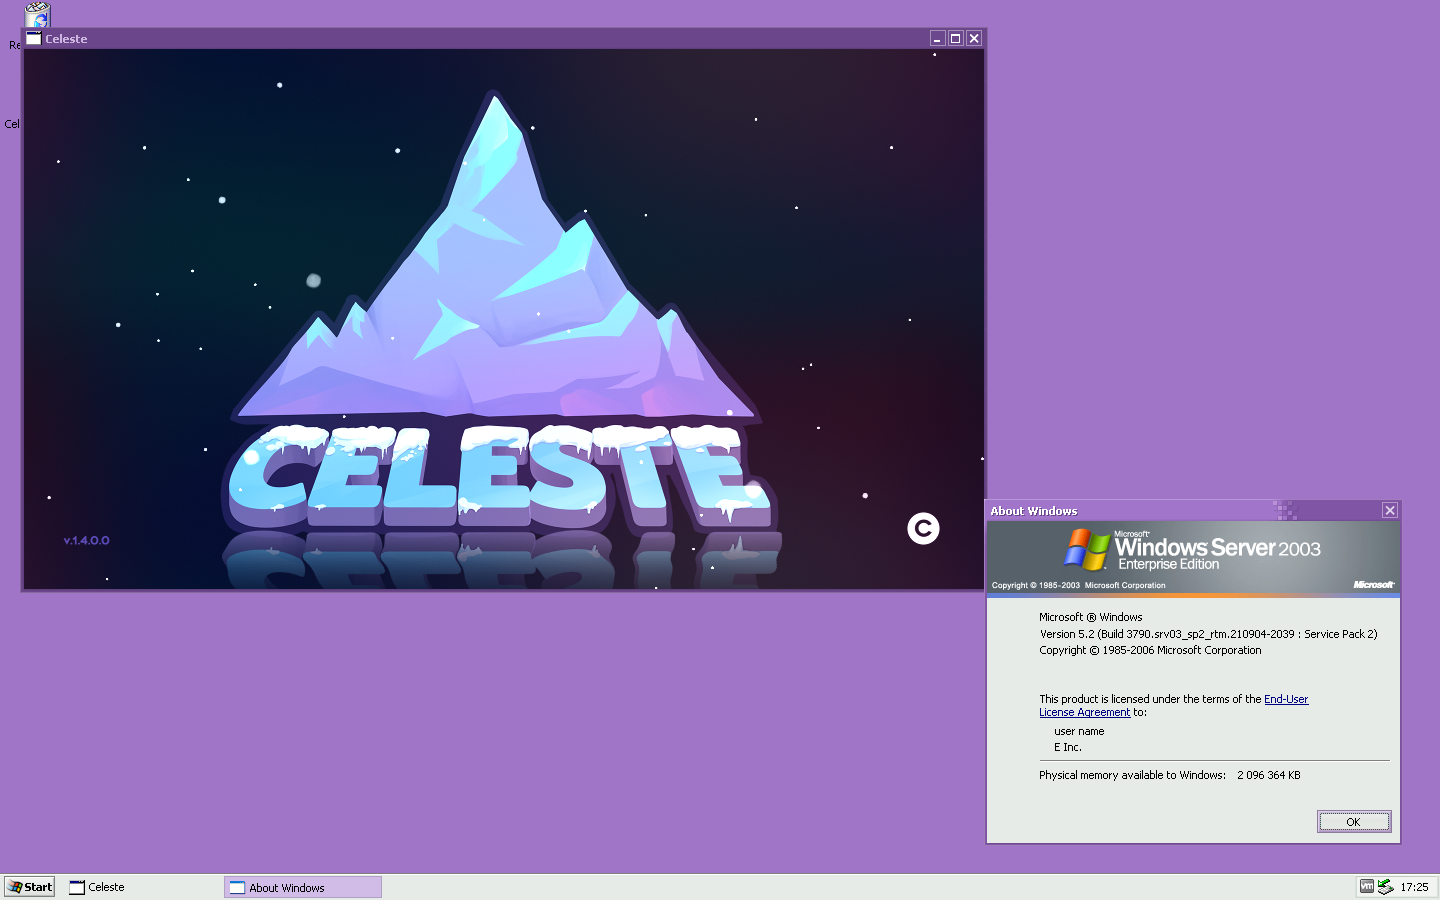 Re
Celeste
Cel
CELESTE
v.1.4.0.0
C
About Windows
Microsoft®
Windows Server 2003
Enterprise Edition
Copyright © 1985-2003 Microsoft Corporation
Microsoft
Microsoft ® Windows
Version 5.2 (Build 3790.srv03_sp2_rtm.210904-2039 : Service Pack 2)
Copyright © 1985-2006 Microsoft Corporation
This product is licensed under the terms of the End-User
License Agreement to:
user name
E Inc.
Physical memory available to Windows: 2 096 364 KB
OK
Start
Celeste
About Windows
vm
17:25